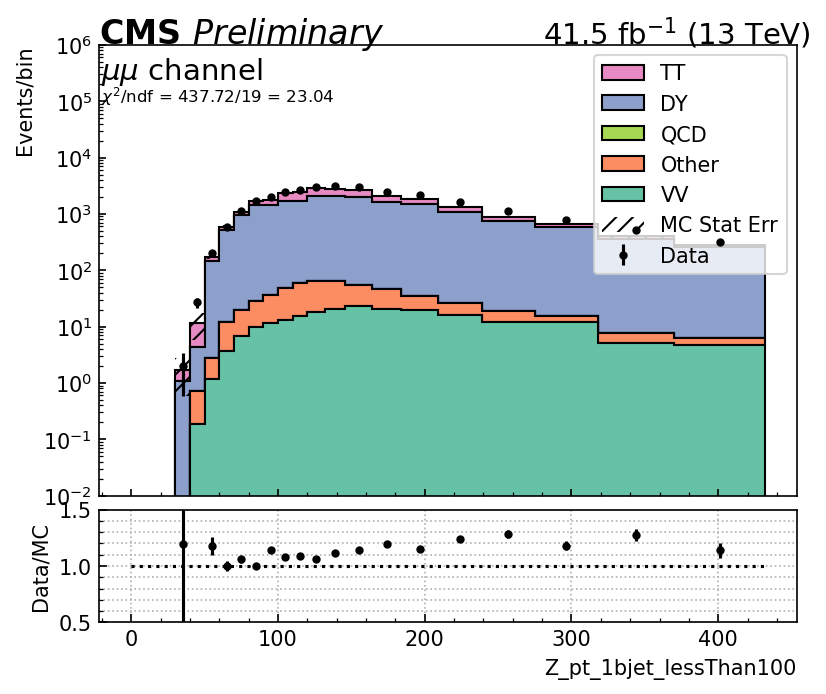 CMS Preliminary
41.5 fb⁻¹ (13 TeV)
μμ channel
χ²/ndf = 437.72/19 = 23.04
Events/bin
10⁶
10⁵
10⁴
10³
10²
10¹
10⁰
10⁻¹
10⁻²
TT
DY
QCD
Other
VV
MC Stat Err
Data
Data/MC
1.5
1.0
0.5
0
100
200
300
400
Z_pt_1bjet_lessThan100